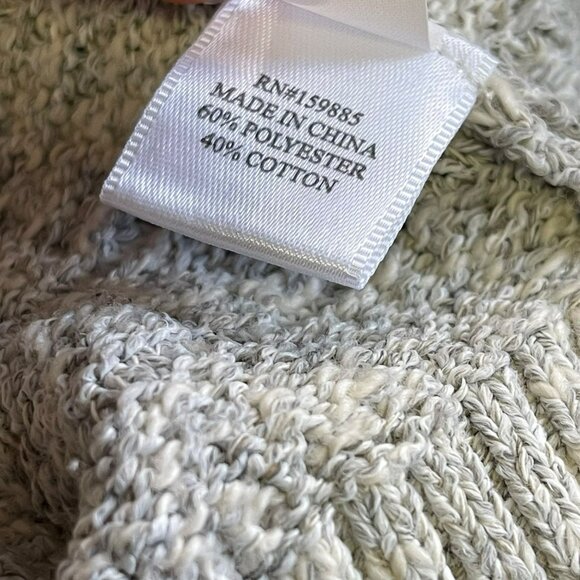 RN#159885
MADE IN CHINA
60% POLYESTER
40% COTTON